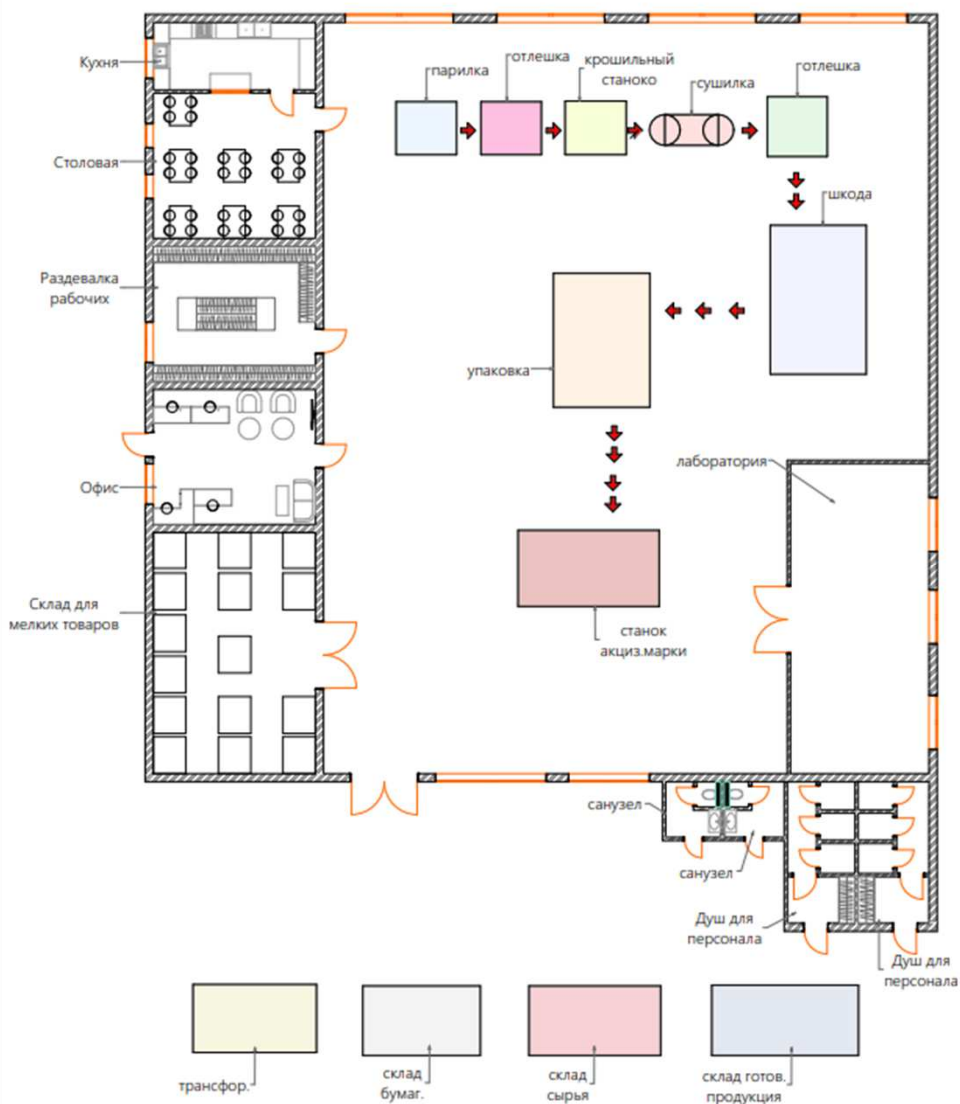 Кухня
парилка
отлешка
крошильный
станоко
сушилка
отлешка
Столовая
шкода
Раздевалка
рабочих
упаковка
лаборатория
Офис
Склад для
мелких товаров
станок
акциз.марки
санузел
санузел
Душ для
персонала
Душ для
персонала
трансфор.
склад
бумаг.
склад
сырья
склад готов.
продукция